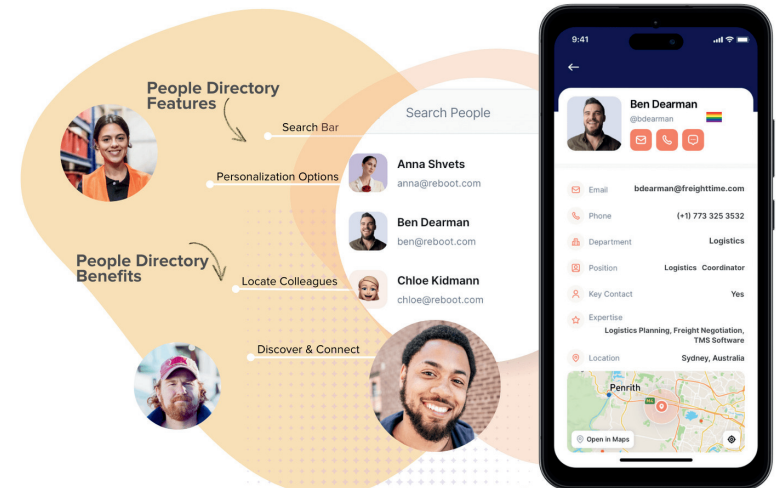 People Directory
Features
Search Bar
Personalization Options
People Directory
Benefits
Locate Colleagues
Discover & Connect
Search People
Anna Shvets
anna@reboot.com
Ben Dearman
ben@reboot.com
Chloe Kidmann
chloe@reboot.com
9:41
Ben Dearman
@bdearman
Email bdearman@freighttime.com
Phone (+1) 773 325 3532
Department Logistics
Position Logistics Coordinator
Key Contact Yes
Expertise
Logistics Planning, Freight Negotiation,
TMS Software
Location Sydney, Australia
Penrith
Open in Maps